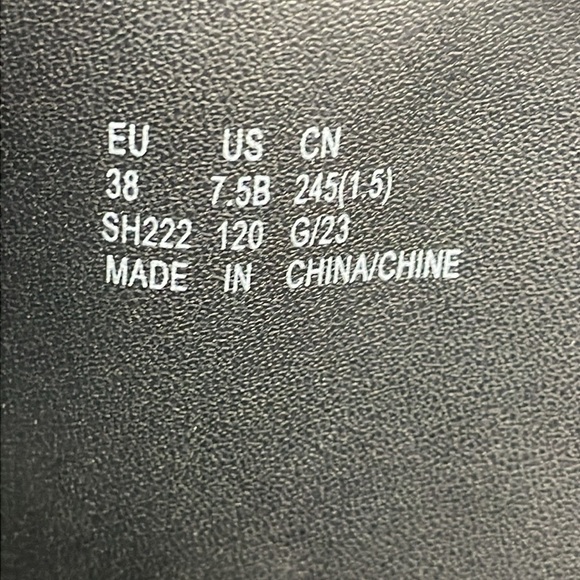 EU US CN
38 7.5B 245(1.5)
SH222 120 G/23
MADE IN CHINA/CHINE